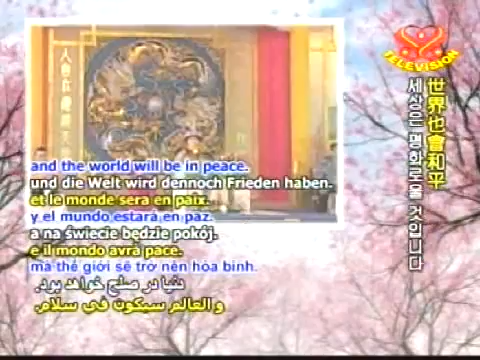 and the world will be in peace.
und die Welt wird dennoch Frieden haben.
et le monde sera en paix.
y el mundo estará en paz.
a na świecie będzie pokój.
e il mondo avrà pace.
mà thế giới sẽ trở nên hòa bình.
دنیا در صلح خواهد بود.
و العالم سيكون في سلام.
TELEVISION
世界也會和平
세상은 평화로울 것입니다